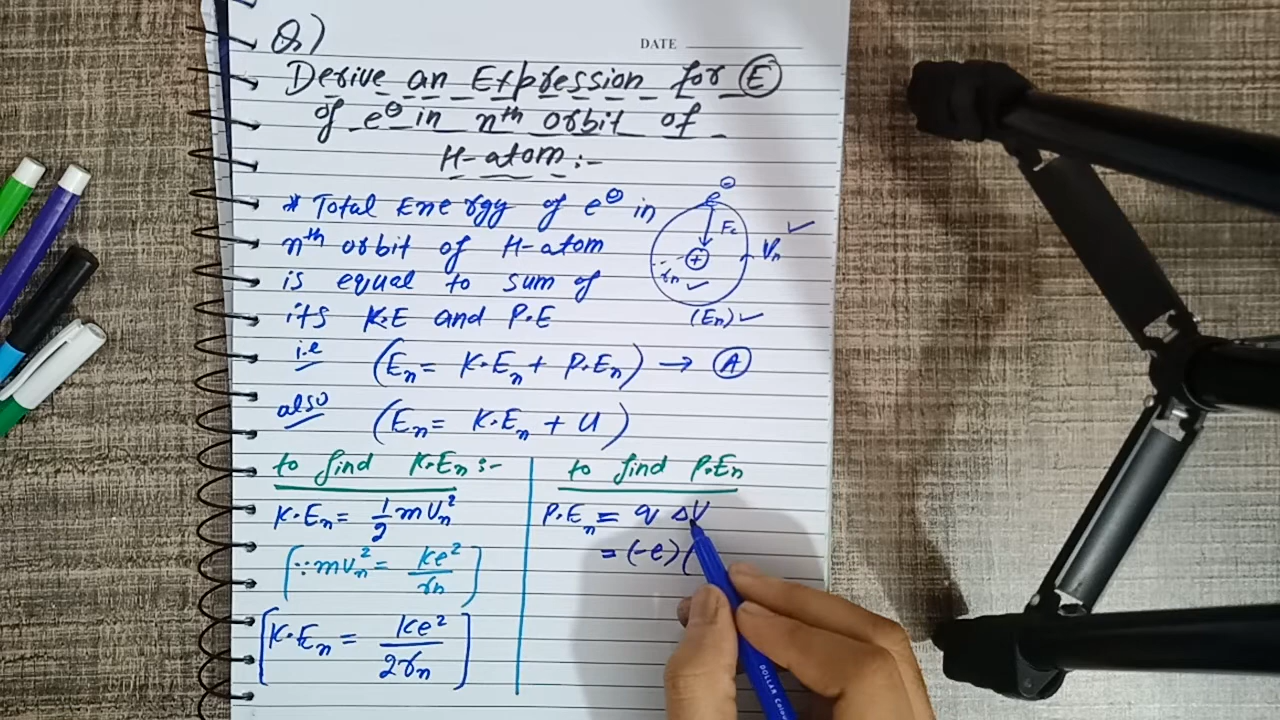 Q.)
DATE
Derive an Expression for (E)
of e⊖ in nth orbit of
H-atom:-
* Total Energy of e⊖ in
nth orbit of H-atom
is equal to sum of
its K.E and P.E
e ⊖
Fc
+
rn ✓
Vn ✓
(En) ✓
i.e (En = K.En + P.En) → (A)
also (En = K.En + U)
to find K.En :-
K.En = 1/2 mVn²
[∵ mVn² = ke²/rn]
[K.En = ke²/2rn]
to find P.En
P.En = q ΔV
= (-e)(
DOLLAR